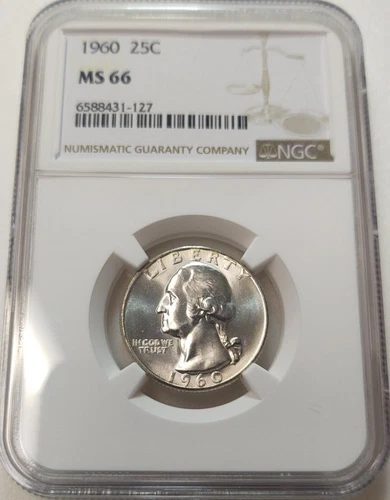 1960 25C
MS 66
6588431-127
NUMISMATIC GUARANTY COMPANY
NGC
LIBERTY
IN GOD WE
TRUST
1960